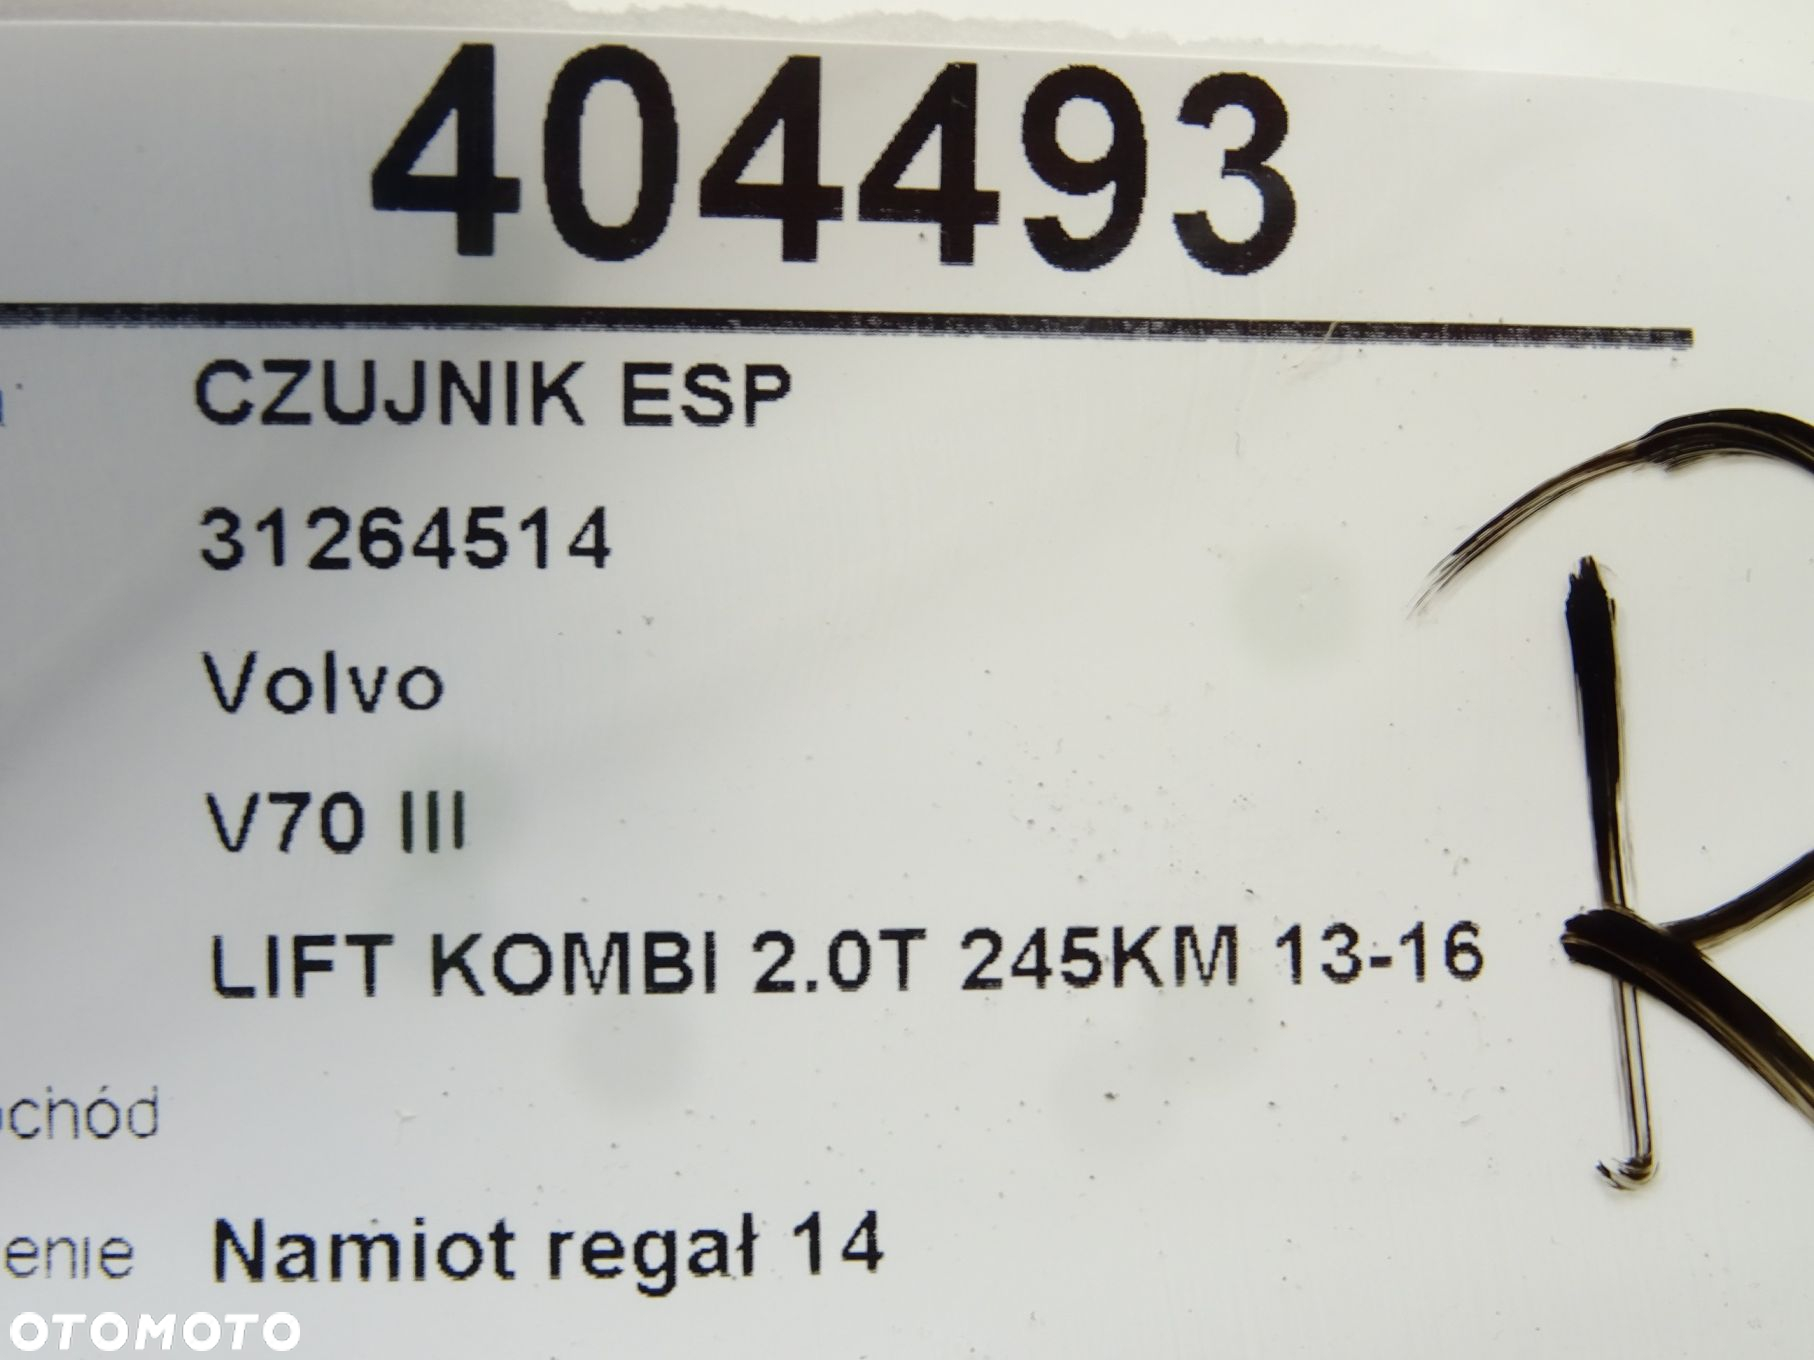 404493
CZUJNIK ESP
31264514
Volvo
V70 III
LIFT KOMBI 2.0T 245KM 13-16
R
ochód
enie Namiot regał 14
OTOMOTO